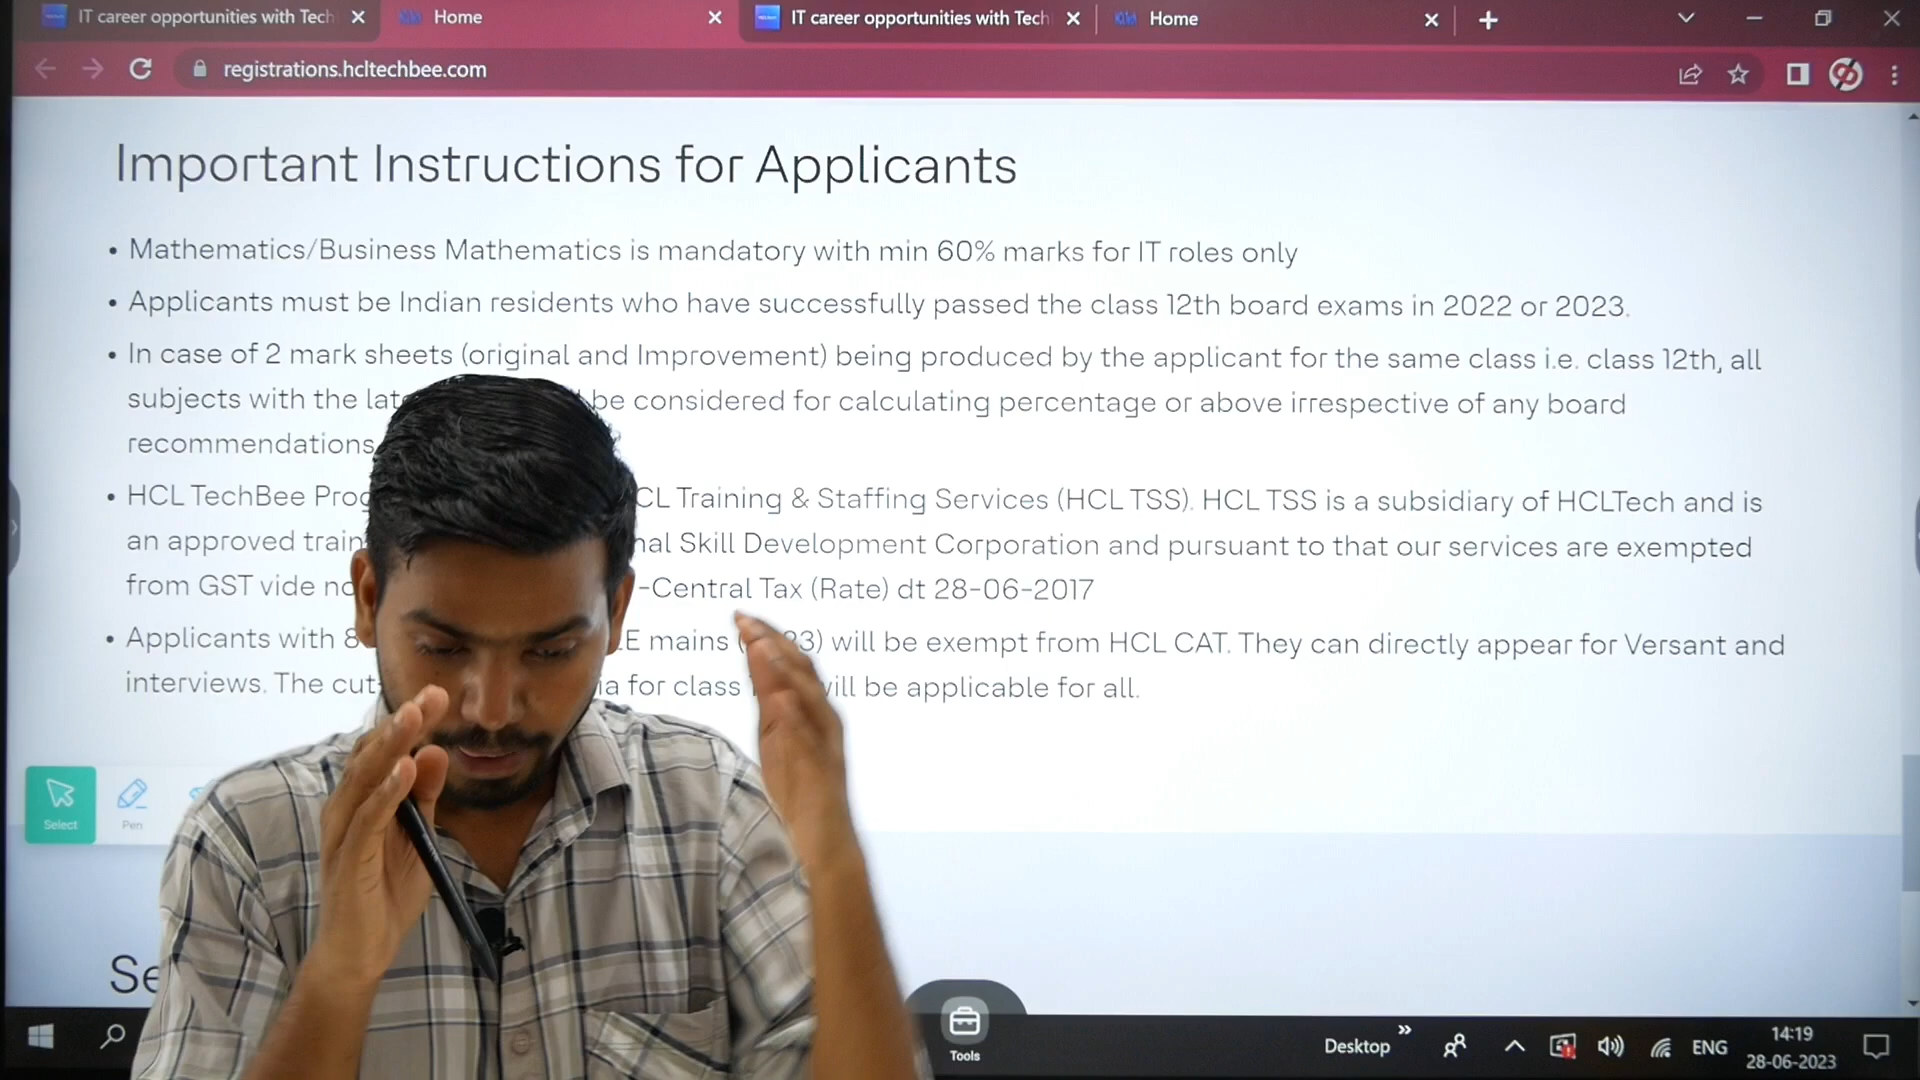 IT career opportunities with Tech
Home
IT career opportunities with Tech
Home
registrations.hcltechbee.com
Important Instructions for Applicants
• Mathematics/Business Mathematics is mandatory with min 60% marks for IT roles only
• Applicants must be Indian residents who have successfully passed the class 12th board exams in 2022 or 2023.
• In case of 2 mark sheets (original and Improvement) being produced by the applicant for the same class i.e. class 12th, all
subjects with the be considered for calculating percentage or above irrespective of any board
recommendations
• HCL TechBee Training & Staffing Services (HCL TSS). HCL TSS is a subsidiary of HCLTech and is
an approved Skill Development Corporation and pursuant to that our services are exempted
from GST vide -Central Tax (Rate) dt 28-06-2017
• Applicants with mains will be exempt from HCL CAT. They can directly appear for Versant and
interviews. The for class will be applicable for all.
Select
Pen
Tools
Desktop
ENG
14:19
28-06-2023